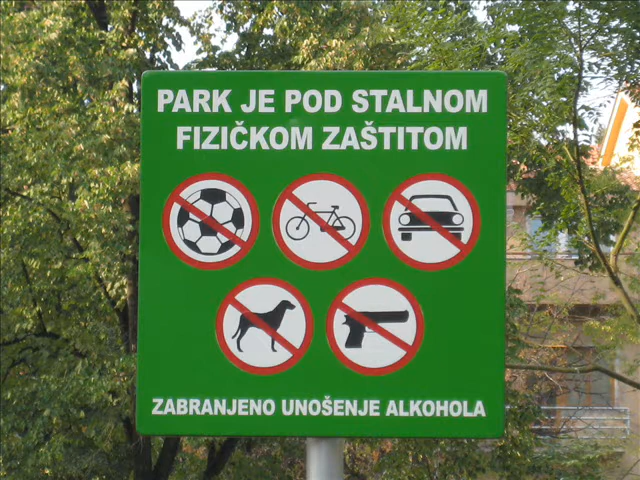 PARK JE POD STALNOM
FIZIČKOM ZAŠTITOM
ZABRANJENO UNOŠENJE ALKOHOLA